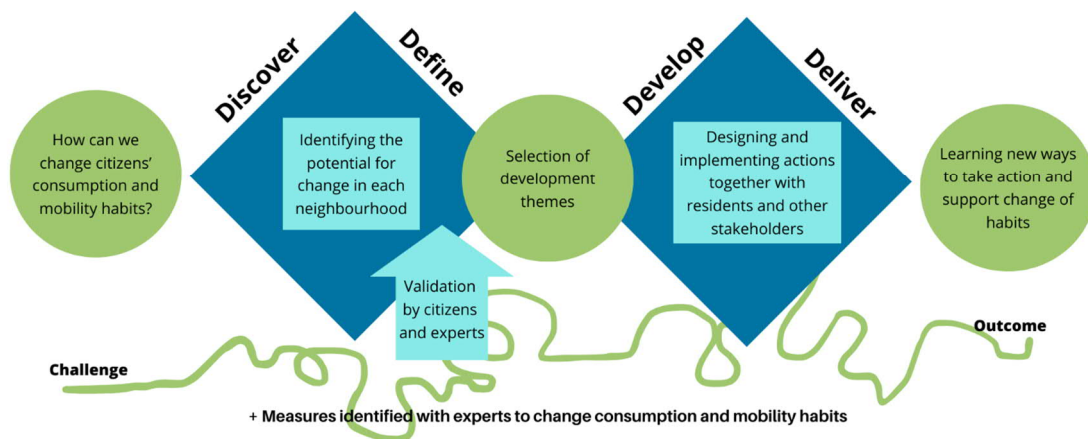 Discover
Define
Develop
Deliver
How can we
change citizens’
consumption and
mobility habits?
Identifying the
potential for
change in each
neighbourhood
Selection of
development
themes
Designing and
implementing actions
together with
residents and other
stakeholders
Learning new ways
to take action and
support change of
habits
Validation
by citizens
and experts
Challenge
Outcome
+ Measures identified with experts to change consumption and mobility habits